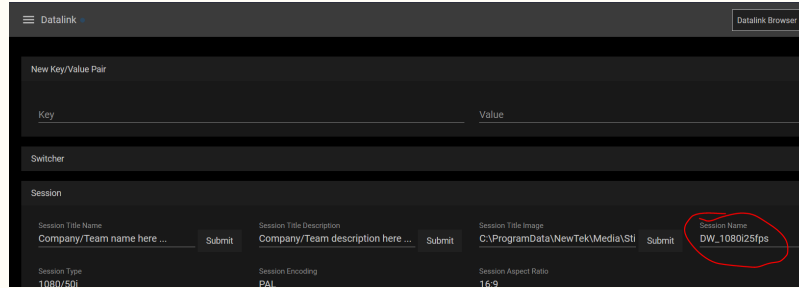 Datalink
Datalink Browser
New Key/Value Pair
Key
Value
Switcher
Session
Session Title Name
Company/Team name here ...
Submit
Session Title Description
Company/Team description here ...
Submit
Session Title Image
C:\ProgramData\NewTek\Media\Sti
Submit
Session Name
DW_1080i25fps
Session Type
1080/50i
Session Encoding
PAL
Session Aspect Ratio
16:9